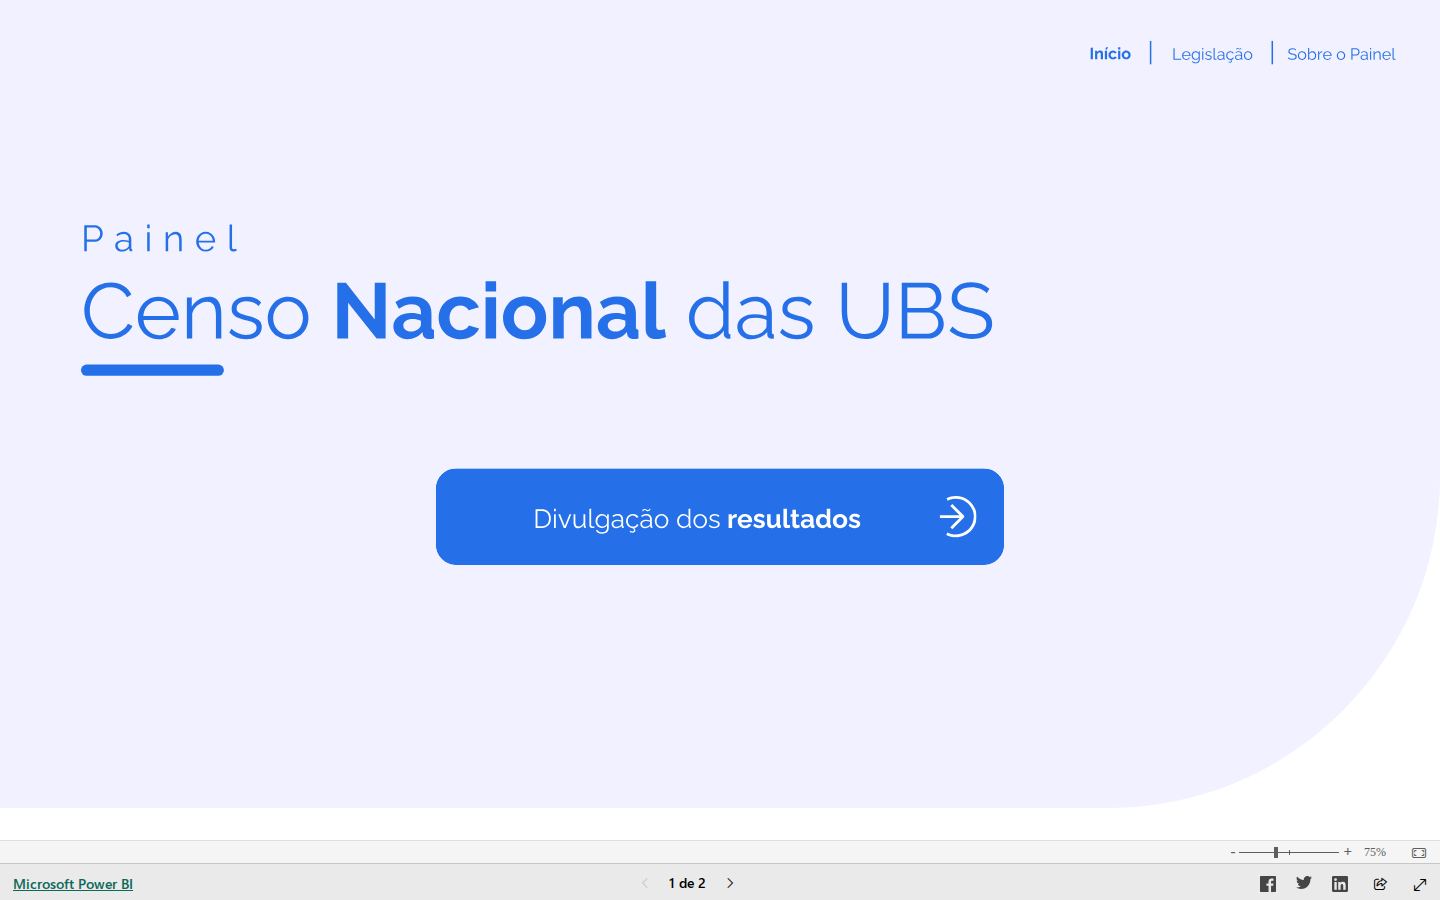 Início | Legislação | Sobre o Painel
Painel
Censo Nacional das UBS
Divulgação dos resultados
- + 75%
Microsoft Power BI
1 de 2